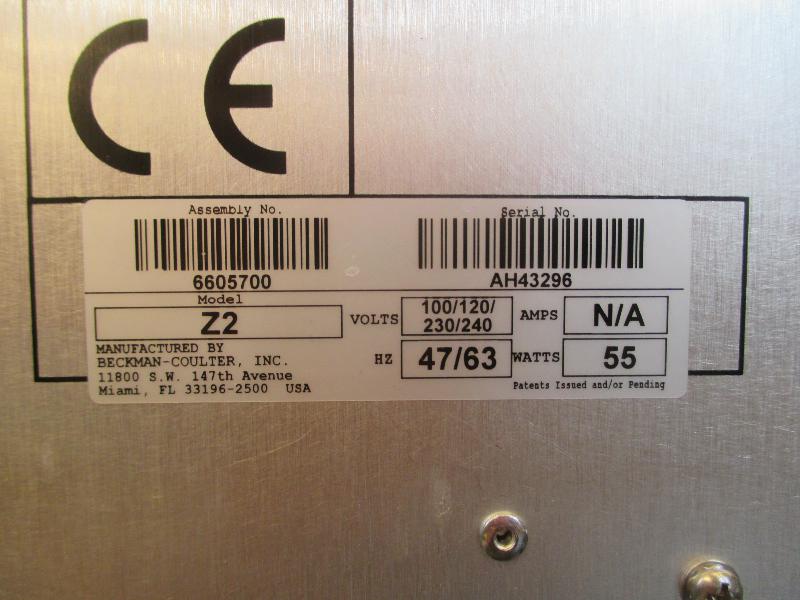 CE
Assembly No.
6605700
Serial No.
AH43296
Model
Z2
VOLTS
100/120/
230/240
AMPS
N/A
HZ
47/63
WATTS
55
MANUFACTURED BY
BECKMAN-COULTER, INC.
11800 S.W. 147th Avenue
Miami, FL 33196-2500 USA
Patents Issued and/or Pending